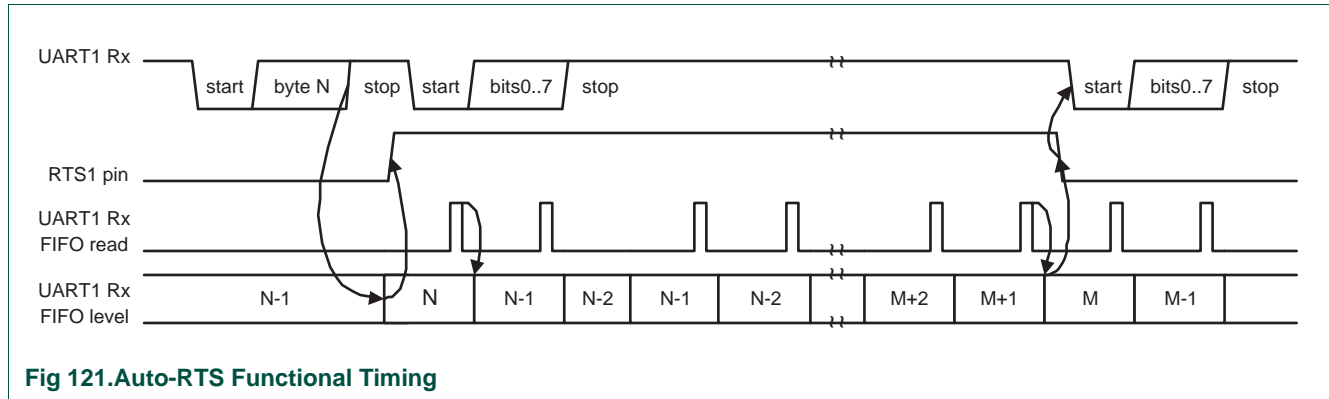 UART1 Rx
start byte N stop start bits0..7 stop start bits0..7 stop
RTS1 pin
UART1 Rx
FIFO read
UART1 Rx
FIFO level
N-1 N N-1 N-2 N-1 N-2 M+2 M+1 M M-1
Fig 121.Auto-RTS Functional Timing